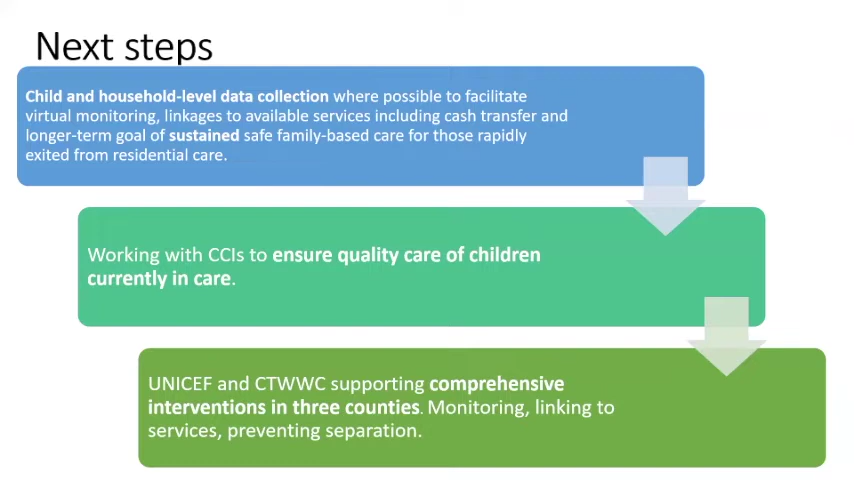 Next steps
Child and household-level data collection where possible to facilitate
virtual monitoring, linkages to available services including cash transfer and
longer-term goal of sustained safe family-based care for those rapidly
exited from residential care.
Working with CCIs to ensure quality care of children
currently in care.
UNICEF and CTWWC supporting comprehensive
interventions in three counties. Monitoring, linking to
services, preventing separation.